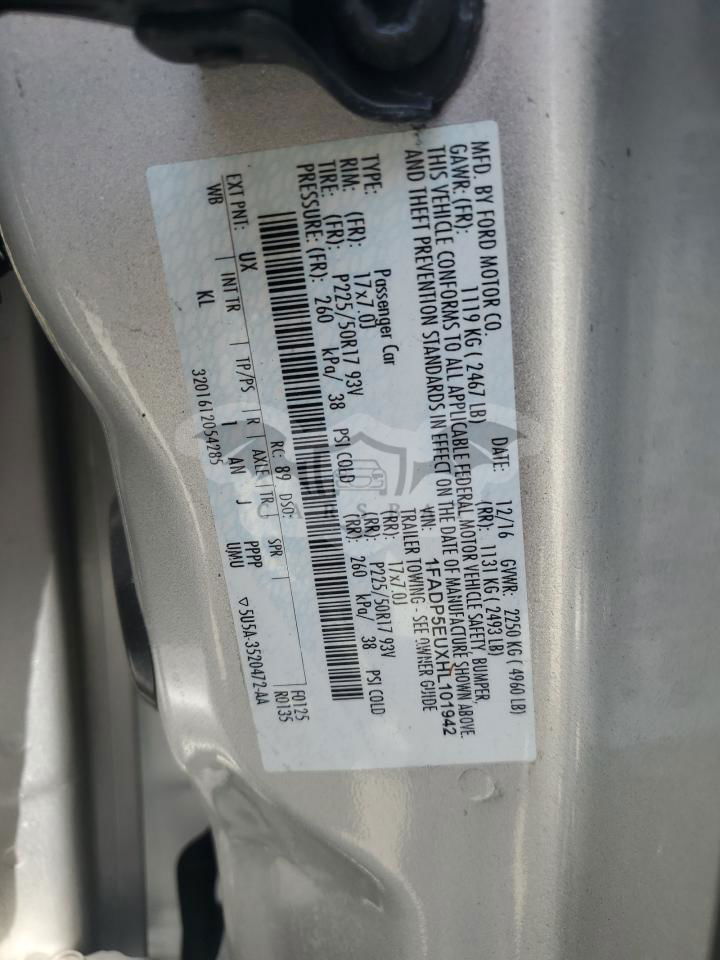 MFD. BY FORD MOTOR CO. DATE: 12/16 GVWR: 2250 KG ( 4960 LB)
GAWR: (FR): 1119 KG ( 2467 LB) (RR): 1131 KG ( 2493 LB)
THIS VEHICLE CONFORMS TO ALL APPLICABLE FEDERAL MOTOR VEHICLE SAFETY, BUMPER,
AND THEFT PREVENTION STANDARDS IN EFFECT ON THE DATE OF MANUFACTURE SHOWN ABOVE.
VIN: 1FADP5EUXHL101942
TYPE: Passenger Car TRAILER TOWING - SEE OWNER GUIDE
RIM: (FR): 17x7.0J (RR): 17x7.0J
TIRE: (FR): P225/50R17 93V (RR): P225/50R17 93V
PRESSURE: (FR): 260 kPa/ 38 PSI COLD (RR): 260 kPa/ 38 PSI COLD
F0125
R0135
EXT PNT: UX RC: 89 DSO:
WB INT TR TP/PS R AXLE TR SPR
KL 1 AN J PPPP
UMU
3201612054285 ▽ 5U5A-3520472-AA